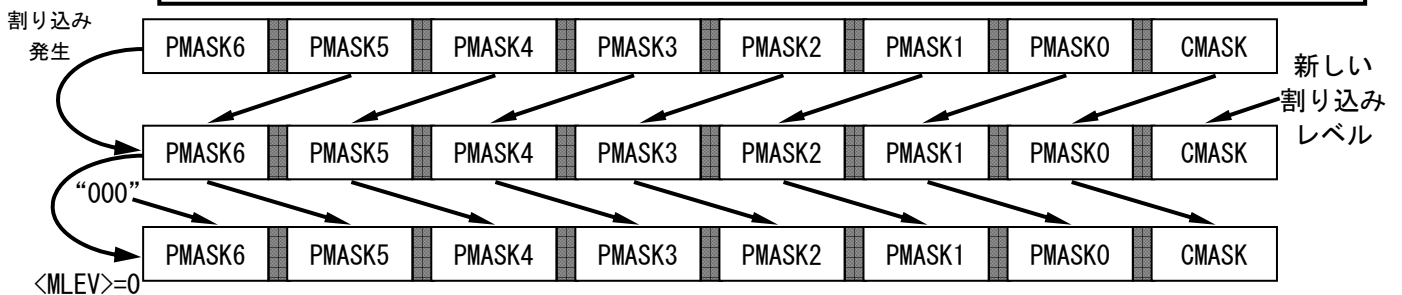 割り込み
発生
PMASK6 PMASK5 PMASK4 PMASK3 PMASK2 PMASK1 PMASK0 CMASK
新しい
割り込み
レベル
PMASK6 PMASK5 PMASK4 PMASK3 PMASK2 PMASK1 PMASK0 CMASK
“000”
PMASK6 PMASK5 PMASK4 PMASK3 PMASK2 PMASK1 PMASK0 CMASK
<MLEV>=0